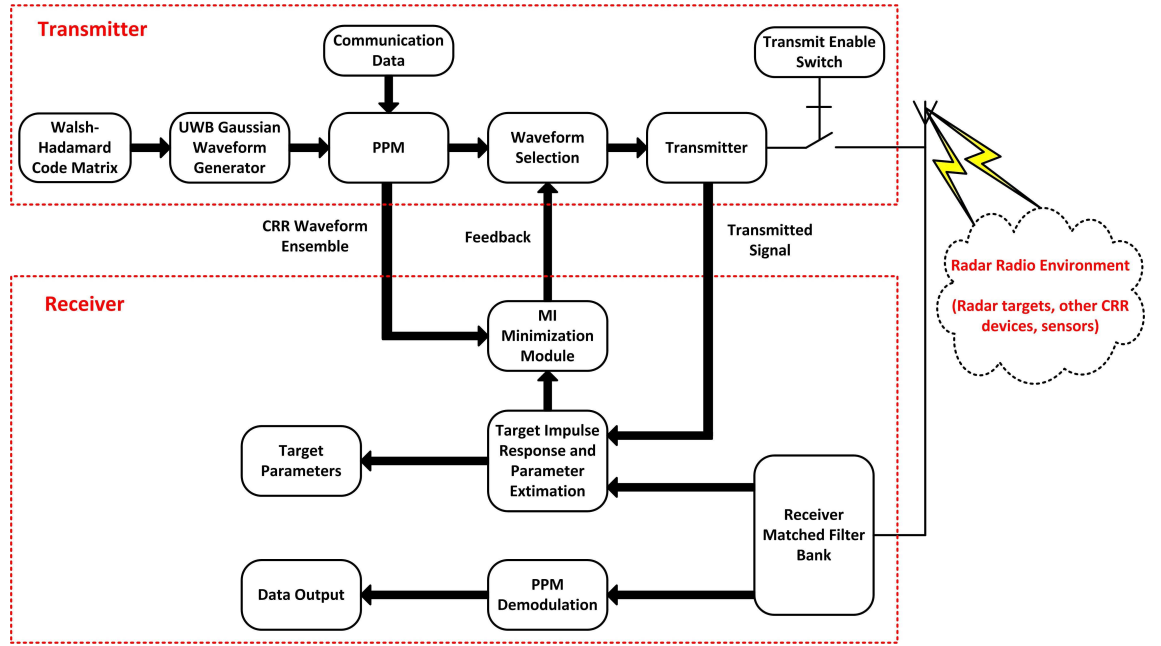 Transmitter
Communication
Data
Transmit Enable
Switch
Walsh-
Hadamard
Code Matrix
UWB Gaussian
Waveform
Generator
PPM
Waveform
Selection
Transmitter
CRR Waveform
Ensemble
Feedback
Transmitted
Signal
Radar Radio Environment
(Radar targets, other CRR
devices, sensors)
Receiver
MI
Minimization
Module
Target Impulse
Response and
Parameter
Extimation
Target
Parameters
Receiver
Matched Filter
Bank
PPM
Demodulation
Data Output